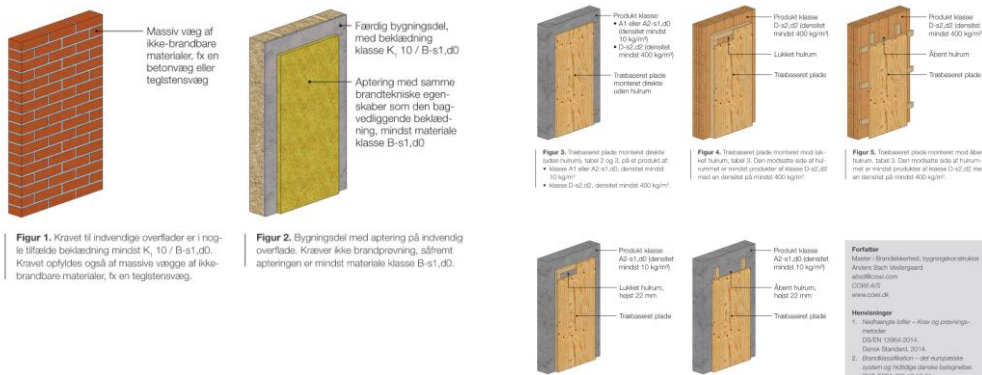 Massiv væg af
ikke-brandbare
materialer, fx en
betonvæg eller
teglstensvæg
Figur 1. Kravet til indvendige overflader er i nog-
le tilfælde beklædning mindst K₁ 10 / B-s1,d0.
Kravet opfyldes også af massive vægge af ikke-
brandbare materialer, fx en teglstensvæg.
Færdig bygningsdel,
med beklædning
klasse K₁ 10 / B-s1,d0
Aptering med samme
brandtekniske egen-
skaber som den bag-
vedliggende beklæd-
ning, mindst materiale
klasse B-s1,d0
Figur 2. Bygningsdel med aptering på indvendig
overflade. Kræver ikke brandprøvning, såfremt
apteringen er mindst materiale klasse B-s1,d0.
Produkt klasse:
• A1 eller A2-s1,d0
(densitet mindst
10 kg/m³)
• D-s2,d2 (densitet
mindst 400 kg/m³)
Træbaseret plade
monteret direkte
uden hulrum
Figur 3. Træbaseret plade monteret direkte
(uden hulrum), tabel 2 og 3, på et produkt af:
• klasse A1 eller A2-s1,d0, densitet mindst
10 kg/m³
• klasse D-s2,d2, densitet mindst 400 kg/m³.
Produkt klasse
D-s2,d2 (densitet
mindst 400 kg/m³)
Lukket hulrum
Træbaseret plade
Figur 4. Træbaseret plade monteret mod luk-
ket hulrum, tabel 3. Den modsatte side af hul-
rummet er mindst produkter af klasse D-s2,d2
med en densitet på mindst 400 kg/m³.
Produkt klasse
D-s2,d2 (densitet
mindst 400 kg/m³)
Åbent hulrum
Træbaseret plade
Figur 5. Træbaseret plade monteret mod åbent
hulrum, tabel 3. Den modsatte side af hulrum-
met er mindst produkter af klasse D-s2,d2 med
en densitet på mindst 400 kg/m³.
Produkt klasse
A2-s1,d0 (densitet
mindst 10 kg/m³)
Lukket hulrum,
højst 22 mm
Træbaseret plade
Produkt klasse
A2-s1,d0 (densitet
mindst 10 kg/m³)
Åbent hulrum,
højst 22 mm
Træbaseret plade
Forfatter
Master i Brandsikkerhed, bygningskonstruktør
Anders Bach Vestergaard
abvd@cowi.com
COWI A/S
www.cowi.dk
Henvisninger
1. Nedhængte lofter – Krav og prøvnings-
metoder.
DS/EN 13964:2014.
Dansk Standard. 2014.
2. Brandklassifikation – det europæiske
system og hidtidige danske betegnelser.